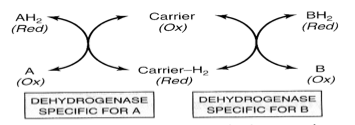 AH₂ Carrier BH₂
(Red) (Ox) (Red)
A Carrier–H₂ B
(Ox) (Red) (Ox)
DEHYDROGENASE DEHYDROGENASE
SPECIFIC FOR A SPECIFIC FOR B